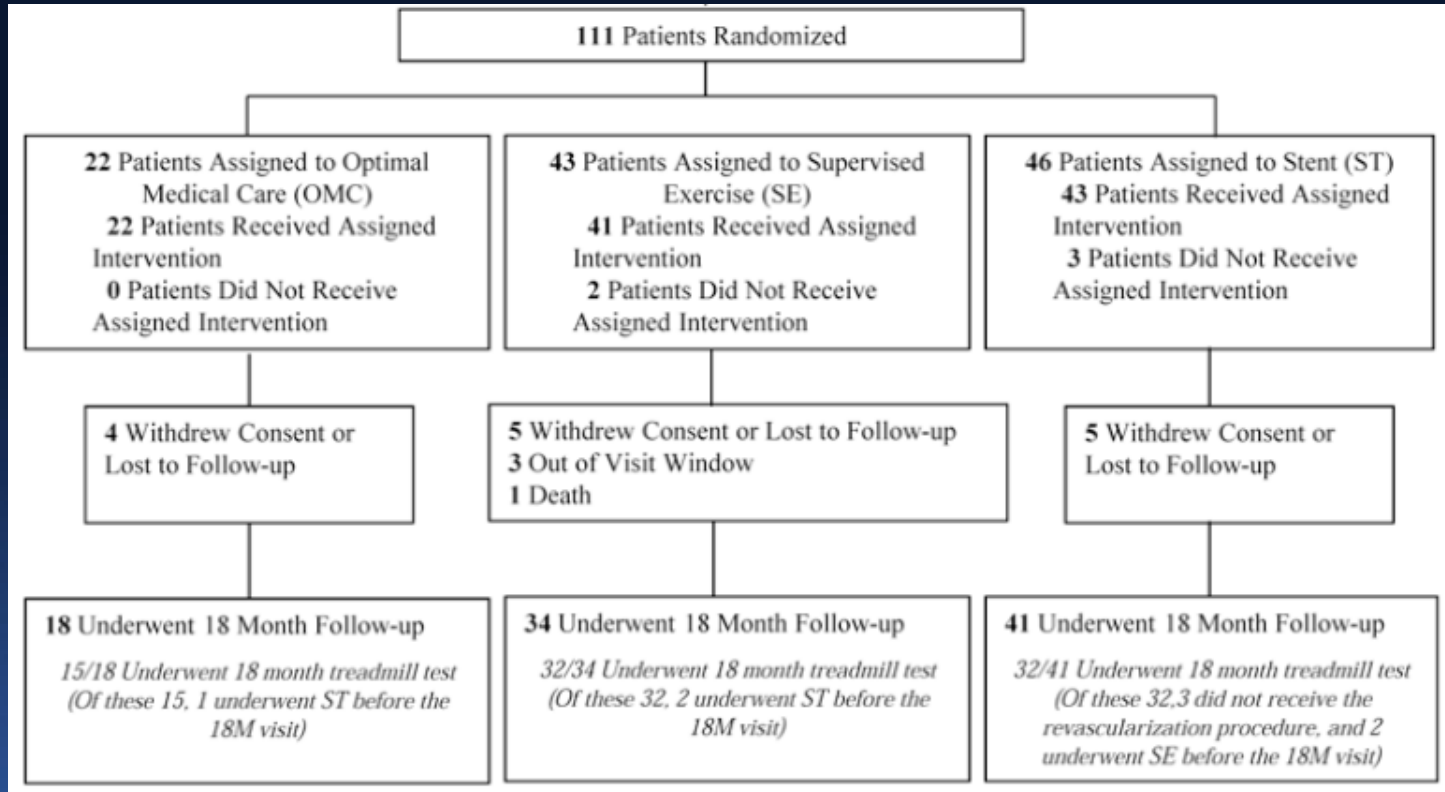 111 Patients Randomized
22 Patients Assigned to Optimal
Medical Care (OMC)
22 Patients Received Assigned
Intervention
0 Patients Did Not Receive
Assigned Intervention
43 Patients Assigned to Supervised
Exercise (SE)
41 Patients Received Assigned
Intervention
2 Patients Did Not Receive
Assigned Intervention
46 Patients Assigned to Stent (ST)
43 Patients Received Assigned
Intervention
3 Patients Did Not Receive
Assigned Intervention
4 Withdrew Consent or
Lost to Follow-up
5 Withdrew Consent or Lost to Follow-up
3 Out of Visit Window
1 Death
5 Withdrew Consent or
Lost to Follow-up
18 Underwent 18 Month Follow-up
15/18 Underwent 18 month treadmill test
(Of these 15, 1 underwent ST before the
18M visit)
34 Underwent 18 Month Follow-up
32/34 Underwent 18 month treadmill test
(Of these 32, 2 underwent ST before the
18M visit)
41 Underwent 18 Month Follow-up
32/41 Underwent 18 month treadmill test
(Of these 32,3 did not receive the
revascularization procedure, and 2
underwent SE before the 18M visit)